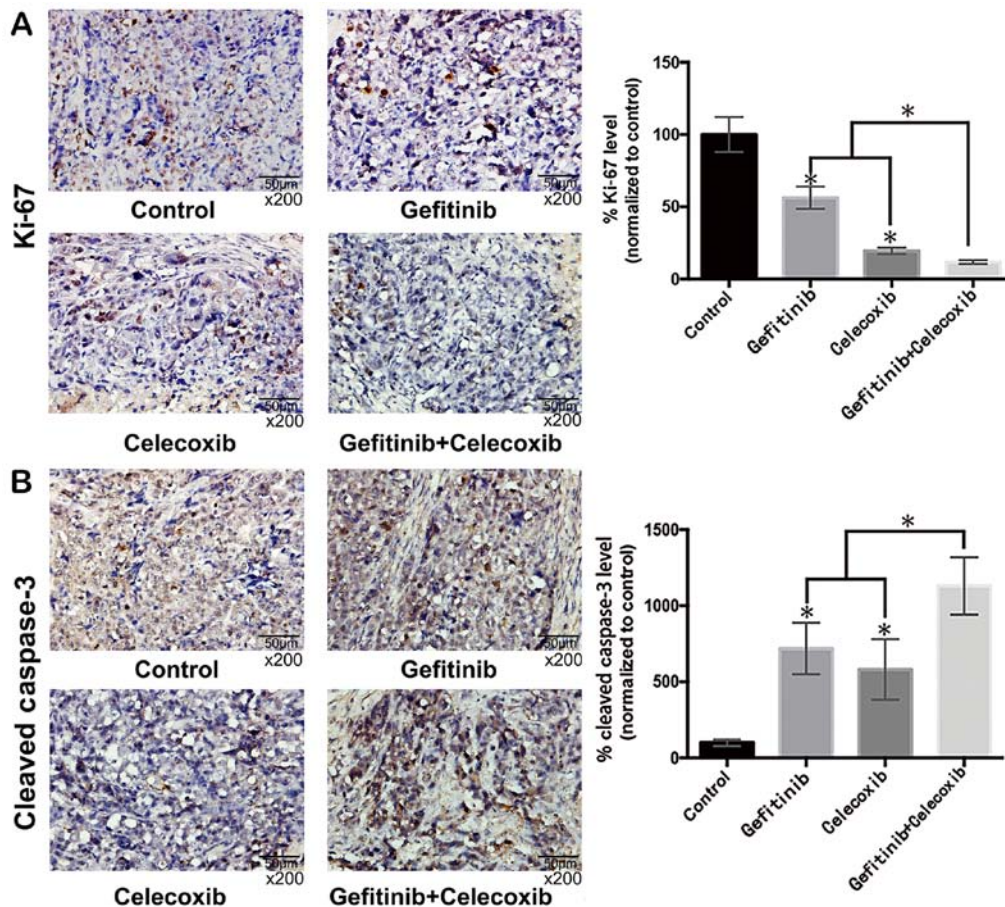 A
Ki-67
50μm
x200
Control
50μm
x200
Gefitinib
50μm
x200
Celecoxib
50μm
x200
Gefitinib+Celecoxib
% Ki-67 level
(normalized to control)
150
100
50
0
*
*
*
Control
Gefitinib
Celecoxib
Gefitinib+Celecoxib
B
Cleaved caspase-3
50μm
x200
Control
50μm
x200
Gefitinib
50μm
x200
Celecoxib
50μm
x200
Gefitinib+Celecoxib
% cleaved caspase-3 level
(normalized to control)
1500
1000
500
0
*
*
*
Control
Gefitinib
Celecoxib
Gefitinib+Celecoxib